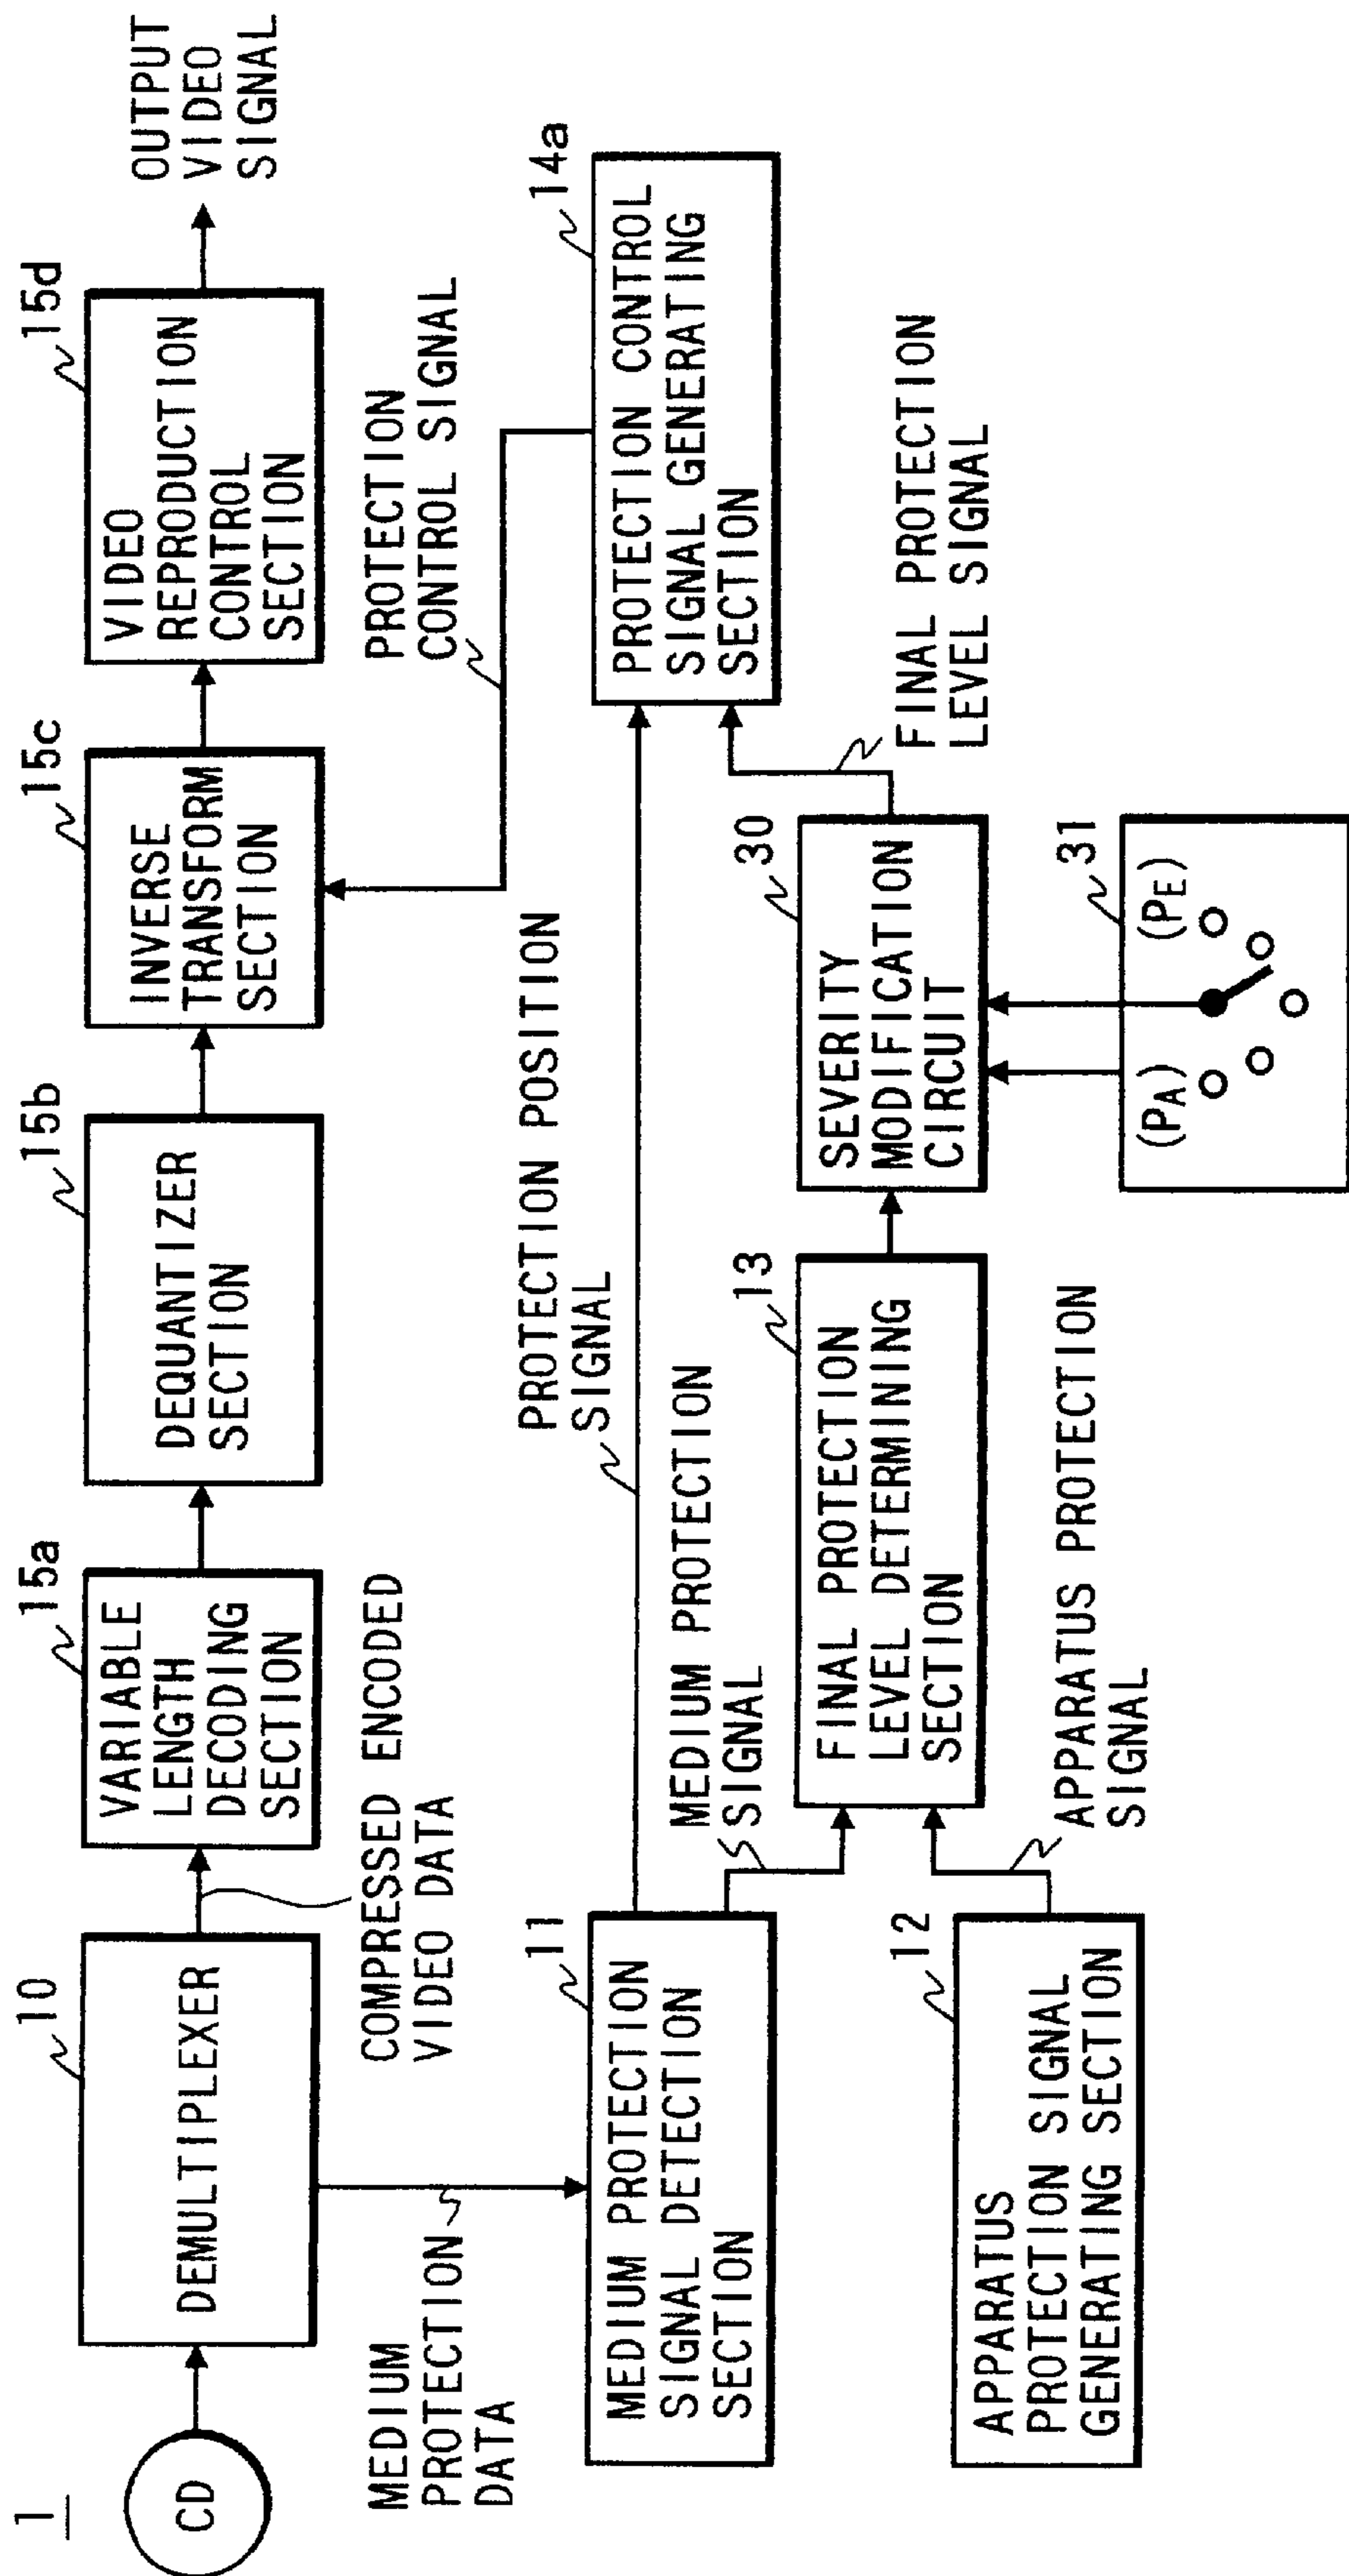 1
CD
10
DEMULTIPLEXER
COMPRESSED ENCODED
VIDEO DATA
15a
VARIABLE
LENGTH
DECODING
SECTION
15b
DEQUANTIZER
SECTION
15c
INVERSE
TRANSFORM
SECTION
15d
VIDEO
REPRODUCTION
CONTROL
SECTION
OUTPUT
VIDEO
SIGNAL
MEDIUM
PROTECTION
DATA
11
MEDIUM PROTECTION
SIGNAL DETECTION
SECTION
PROTECTION POSITION
SIGNAL
PROTECTION
CONTROL SIGNAL
14a
PROTECTION CONTROL
SIGNAL GENERATING
SECTION
MEDIUM PROTECTION
SIGNAL
12
APPARATUS
PROTECTION SIGNAL
GENERATING SECTION
APPARATUS PROTECTION
SIGNAL
13
FINAL PROTECTION
LEVEL DETERMINING
SECTION
30
SEVERITY
MODIFICATION
CIRCUIT
FINAL PROTECTION
LEVEL SIGNAL
31
(PA)
(PE)